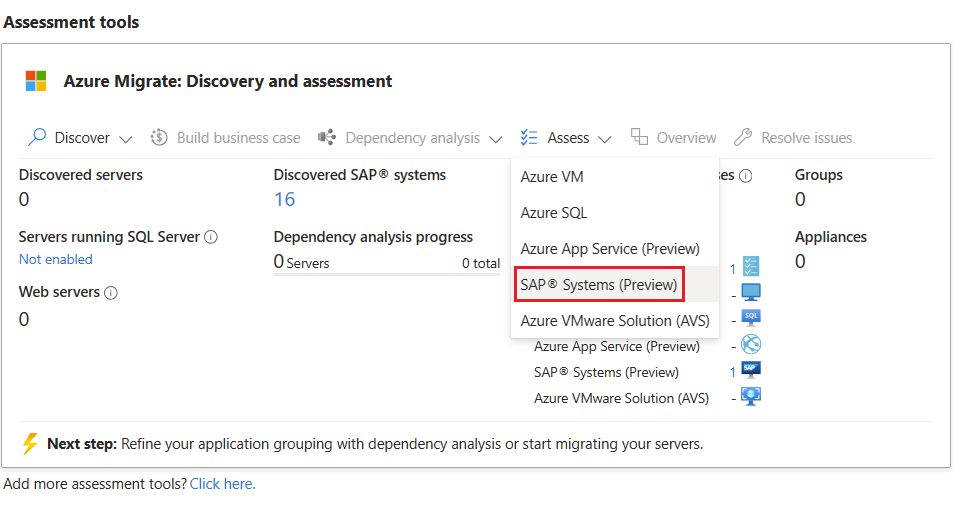 Assessment tools
Azure Migrate: Discovery and assessment
Discover
Build business case
Dependency analysis
Assess
Overview
Resolve issues
Discovered servers
0
Discovered SAP® systems
16
Azure VM
Azure SQL
Azure App Service (Preview)
SAP® Systems (Preview)
Azure VMware Solution (AVS)
Groups
0
Servers running SQL Server
Not enabled
Dependency analysis progress
0 Servers
0 total
Appliances
0
Web servers
0
1
-
-
SQL
Azure App Service (Preview) -
SAP® Systems (Preview) 1
SAP
Azure VMware Solution (AVS) -
Next step: Refine your application grouping with dependency analysis or start migrating your servers.
Add more assessment tools? Click here.